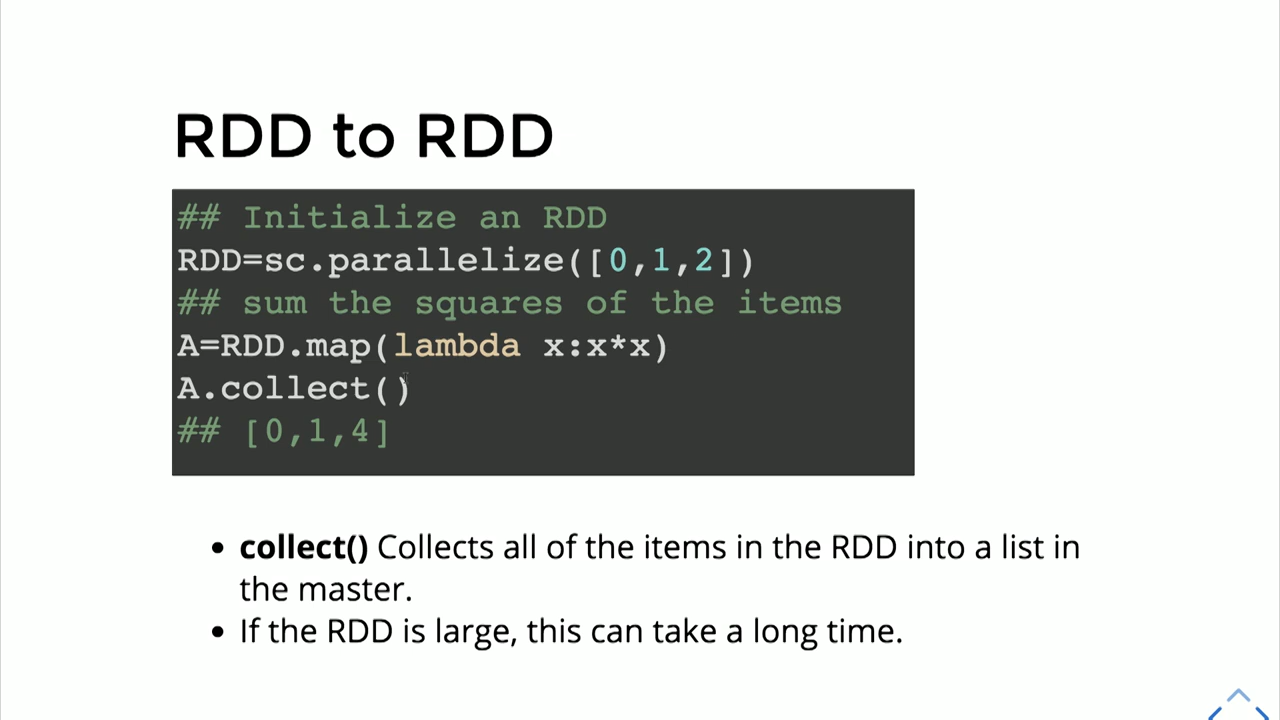 RDD to RDD
## Initialize an RDD
RDD=sc.parallelize([0,1,2])
## sum the squares of the items
A=RDD.map(lambda x:x*x)
A.collect()
## [0,1,4]
• collect() Collects all of the items in the RDD into a list in
the master.
• If the RDD is large, this can take a long time.